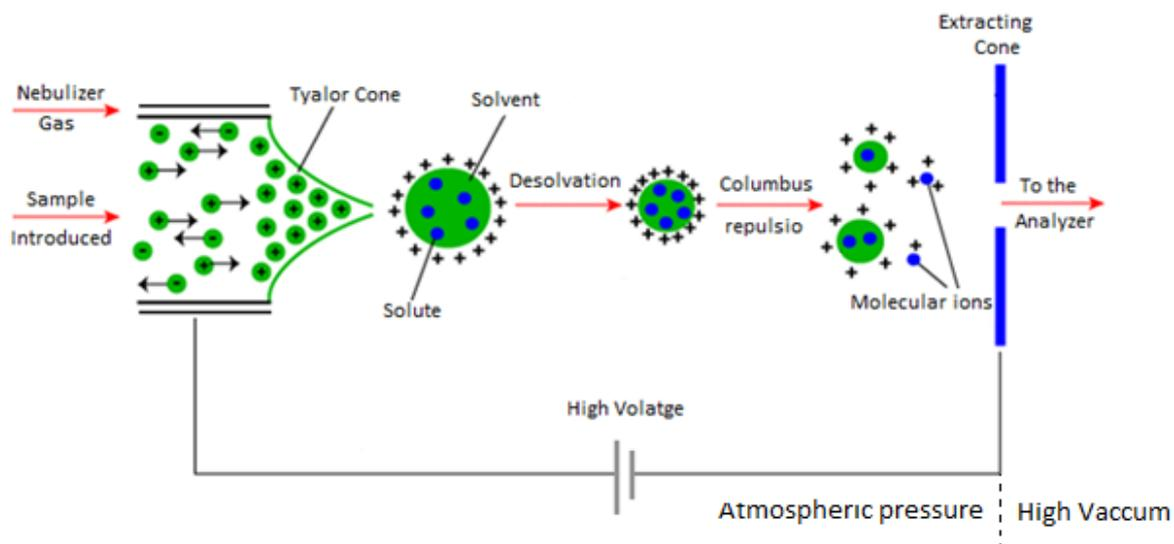 Extracting
Cone
Nebulizer
Gas
Tyalor Cone
Solvent
Desolvation
Columbus
repulsio
Sample
Introduced
To the
Analyzer
Solute
Molecular ions
High Volatge
Atmospheric pressure
High Vaccum